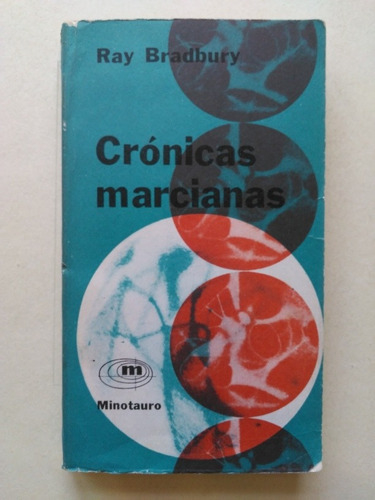 Ray Bradbury
Crónicas
marcianas
m
Minotauro